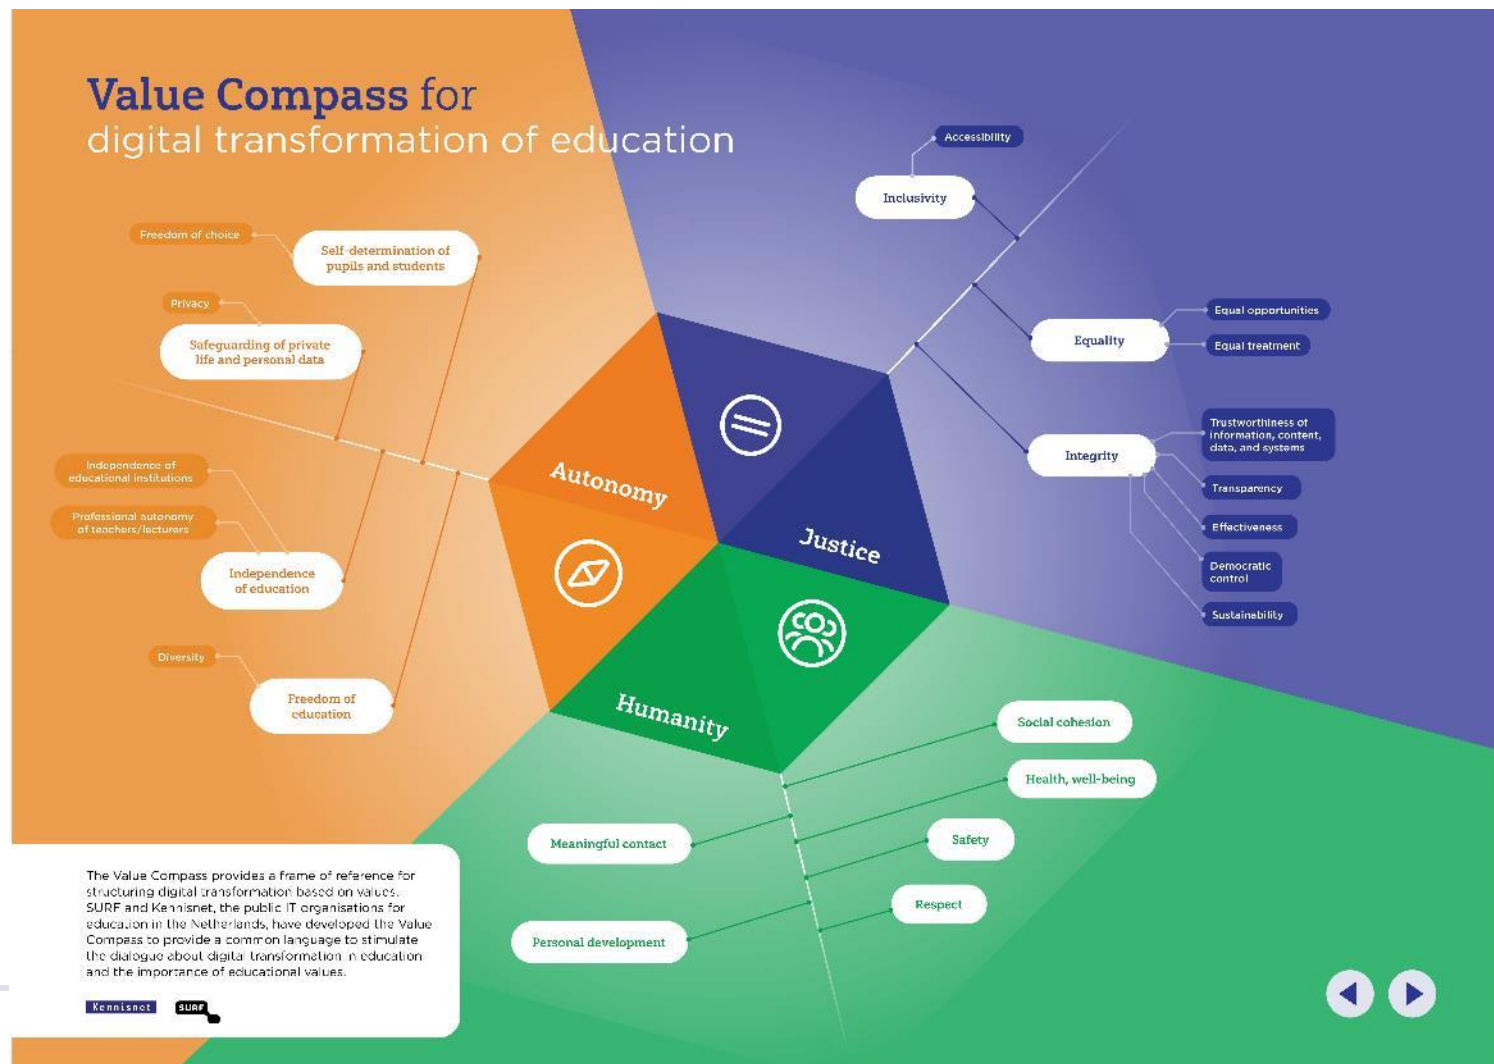 Value Compass for
digital transformation of education
Freedom of choice
Self-determination of
pupils and students
Privacy
Safeguarding of private
life and personal data
Independence of
educational institutions
Professional autonomy
of teachers/lecturers
Independence
of education
Diversity
Freedom of
education
Autonomy
Accessibility
Inclusivity
Equality
Equal opportunities
Equal treatment
Integrity
Trustworthiness of
information, content,
data, and systems
Transparency
Effectiveness
Democratic
control
Sustainability
Justice
Humanity
Social cohesion
Health, well-being
Safety
Respect
Meaningful contact
Personal development
The Value Compass provides a frame of reference for
structuring digital transformation based on values.
SURF and Kennisnet, the public IT organisations for
education in the Netherlands, have developed the Value
Compass to provide a common language to stimulate
the dialogue about digital transformation in education
and the importance of educational values.
Kennisnet
SURF